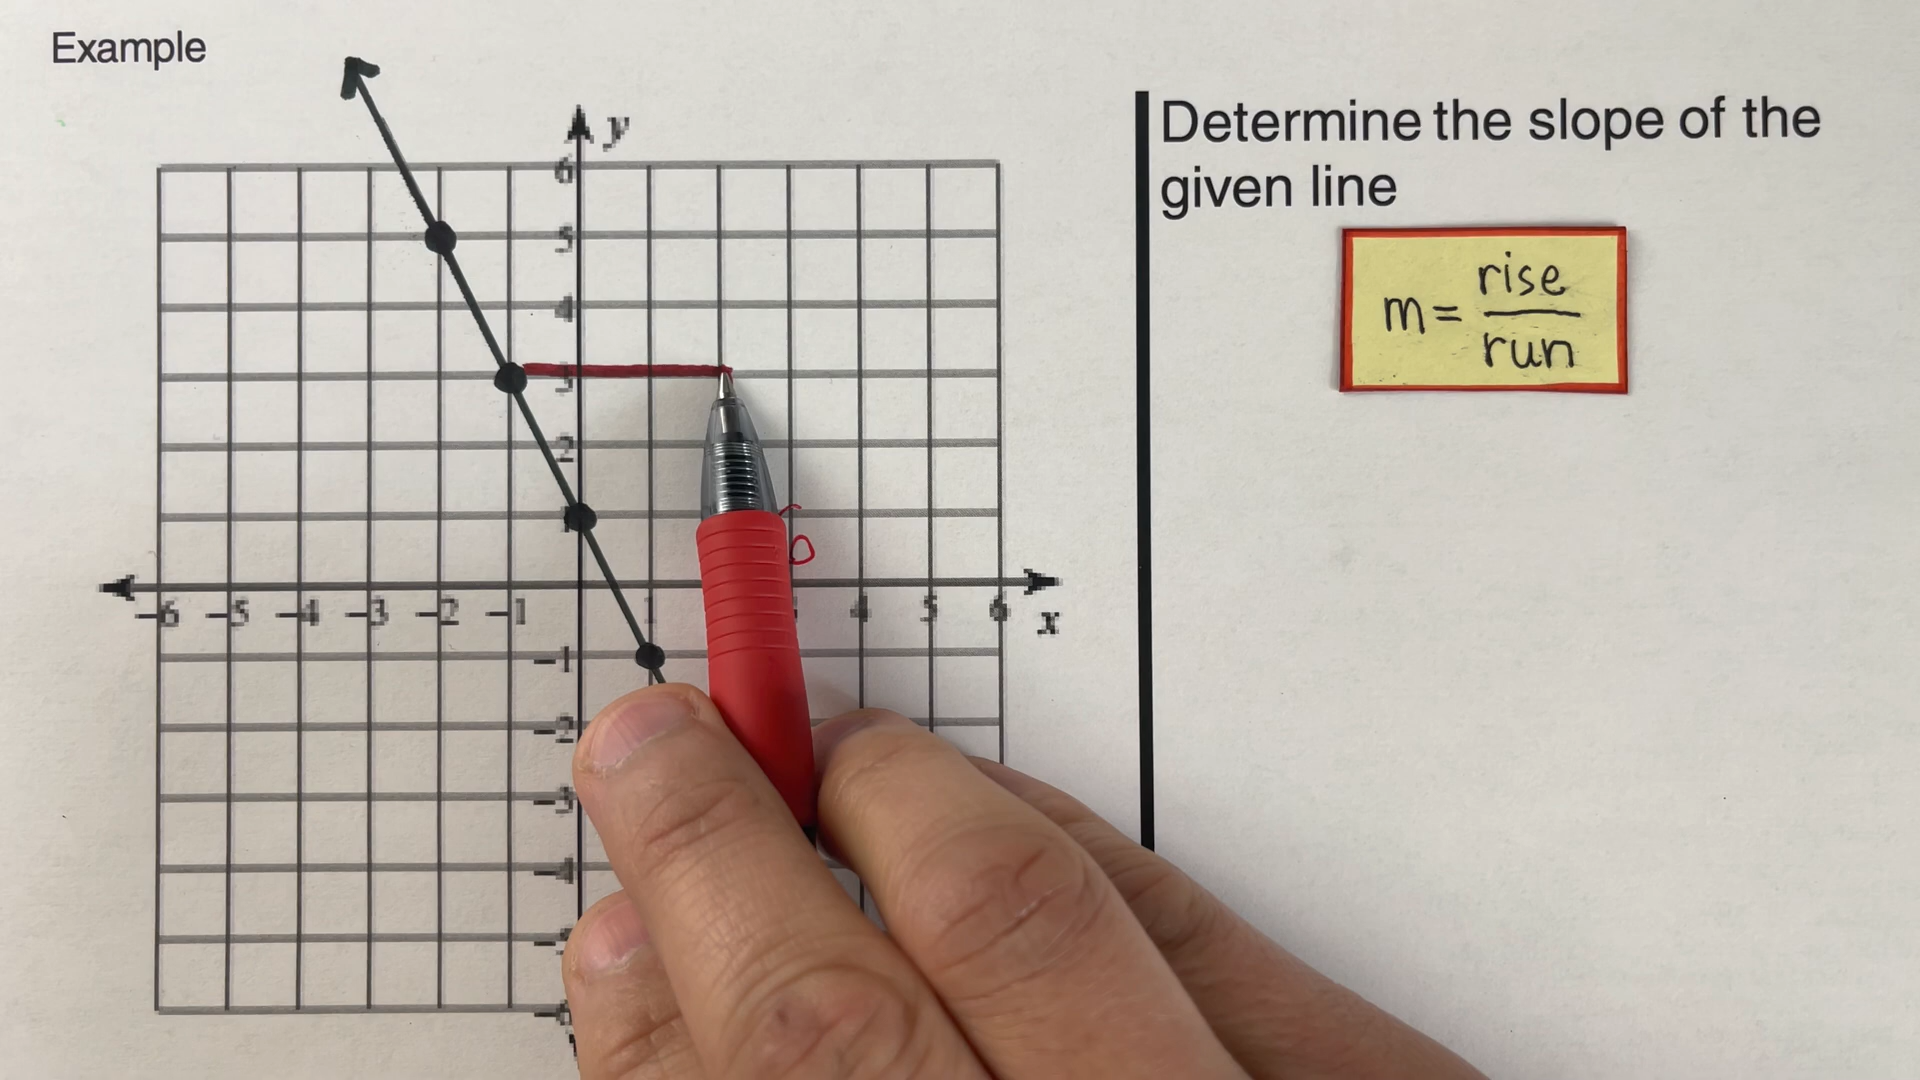 Example
y
6
5
4
3
2
1
-6 -5 -4 -3 -2 -1 1 4 5 6
x
-1
-2
-3
-4
Determine the slope of the
given line
m = rise
run